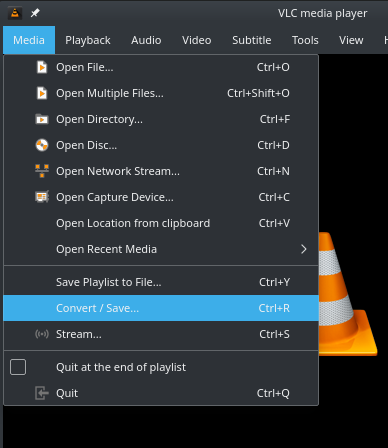 VLC media player
Media Playback Audio Video Subtitle Tools View
Open File... Ctrl+O
Open Multiple Files... Ctrl+Shift+O
Open Directory... Ctrl+F
Open Disc... Ctrl+D
Open Network Stream... Ctrl+N
Open Capture Device... Ctrl+C
Open Location from clipboard Ctrl+V
Open Recent Media
Save Playlist to File... Ctrl+Y
Convert / Save... Ctrl+R
Stream... Ctrl+S
Quit at the end of playlist
Quit Ctrl+Q